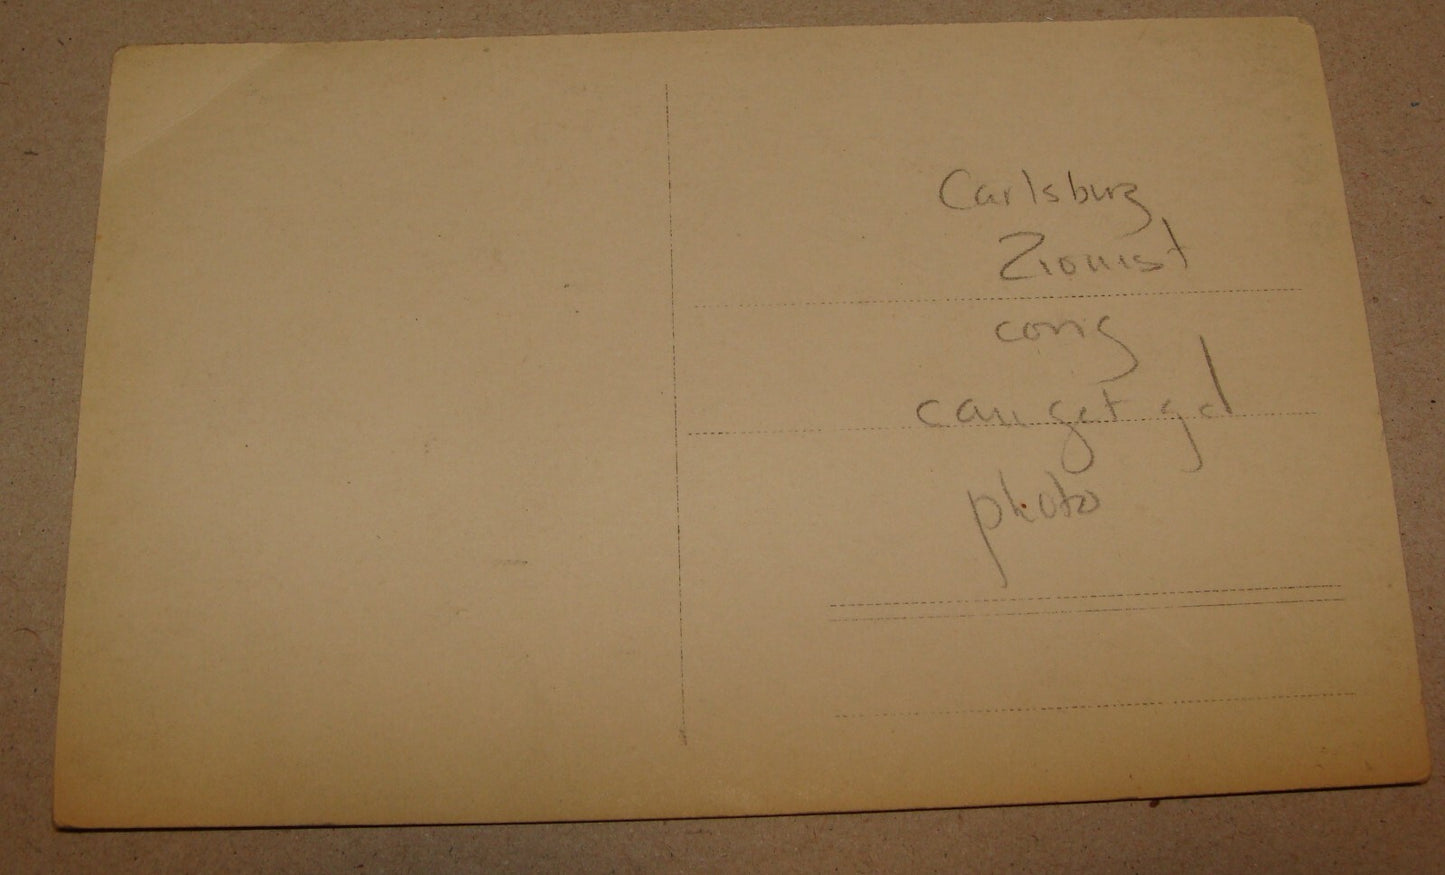 Carlsburg
Zionist
cong
can get gd
photo